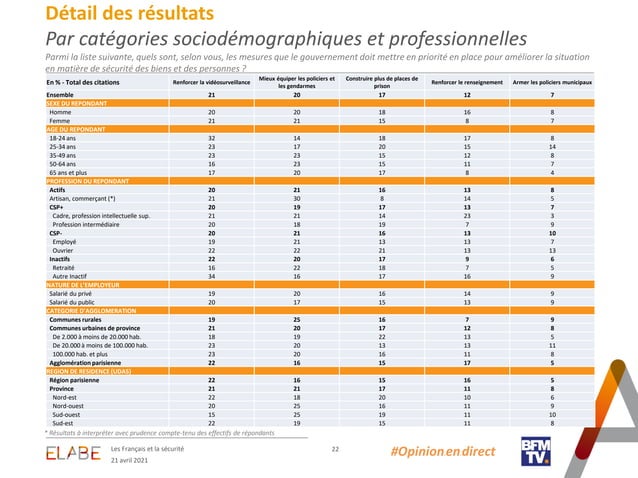 Détail des résultats
Par catégories sociodémographiques et professionnelles
Parmi la liste suivante, quels sont, selon vous, les mesures que le gouvernement doit mettre en priorité en place pour améliorer la situation
en matière de sécurité des biens et des personnes ?
En % - Total des citations Renforcer la vidéosurveillance Mieux équiper les policiers et les gendarmes Construire plus de places de prison Renforcer le renseignement Armer les policiers municipaux
Ensemble 21 20 17 12 7
SEXE DU REPONDANT
Homme 20 20 18 16 8
Femme 21 21 15 8 7
AGE DU REPONDANT
18-24 ans 32 14 18 17 8
25-34 ans 23 17 20 15 14
35-49 ans 23 23 15 12 8
50-64 ans 16 23 15 11 7
65 ans et plus 17 20 17 8 4
PROFESSION DU REPONDANT
Actifs 20 21 16 13 8
Artisan, commerçant (*) 21 30 8 14 5
CSP+ 20 19 17 13 7
Cadre, profession intellectuelle sup. 21 21 14 23 3
Profession intermédiaire 20 18 19 7 9
CSP- 20 21 16 13 10
Employé 19 21 13 13 7
Ouvrier 22 22 21 13 13
Inactifs 22 20 17 9 6
Retraité 16 22 18 7 5
Autre Inactif 34 16 17 16 9
NATURE DE L'EMPLOYEUR
Salarié du privé 19 20 16 14 9
Salarié du public 20 17 15 13 9
CATEGORIE D'AGGLOMERATION
Communes rurales 19 25 16 7 9
Communes urbaines de province 21 20 17 12 8
De 2.000 à moins de 20.000 hab. 18 19 22 13 5
De 20.000 à moins de 100.000 hab. 23 20 13 13 11
100.000 hab. et plus 23 20 16 11 8
Agglomération parisienne 22 16 15 17 5
REGION DE RESIDENCE (UDA5)
Région parisienne 22 16 15 16 5
Province 21 21 17 11 8
Nord-est 22 18 20 10 6
Nord-ouest 20 25 16 11 9
Sud-ouest 15 25 19 11 10
Sud-est 22 19 15 11 8
* Résultats à interpréter avec prudence compte-tenu des effectifs de répondants
ELABE
Les Français et la sécurité
21 avril 2021
22
#Opinion en direct
BFM
TV.